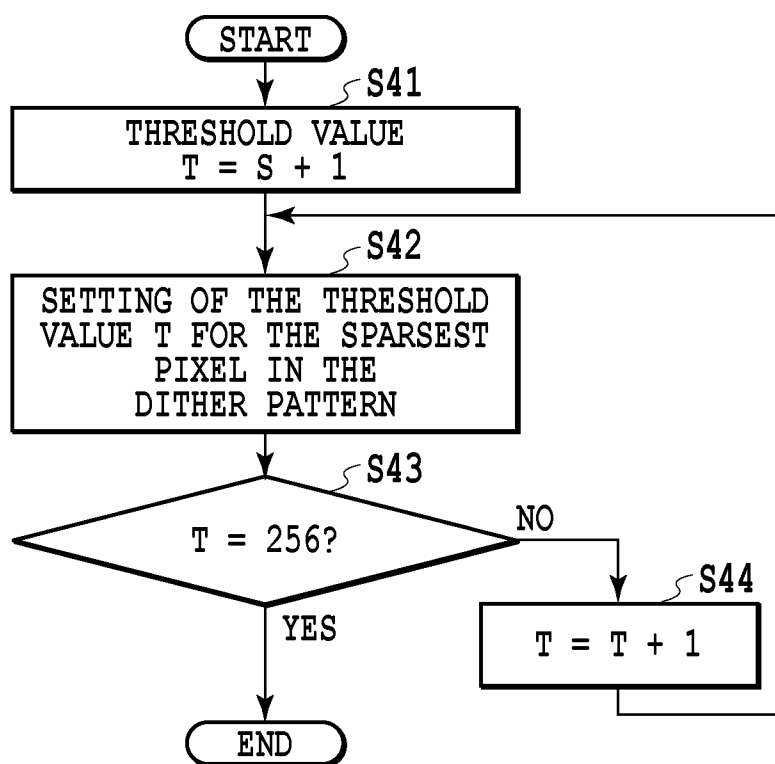 START
S41
THRESHOLD VALUE
T = S + 1
S42
SETTING OF THE THRESHOLD
VALUE T FOR THE SPARSEST
PIXEL IN THE
DITHER PATTERN
S43
T = 256?
NO
S44
T = T + 1
YES
END